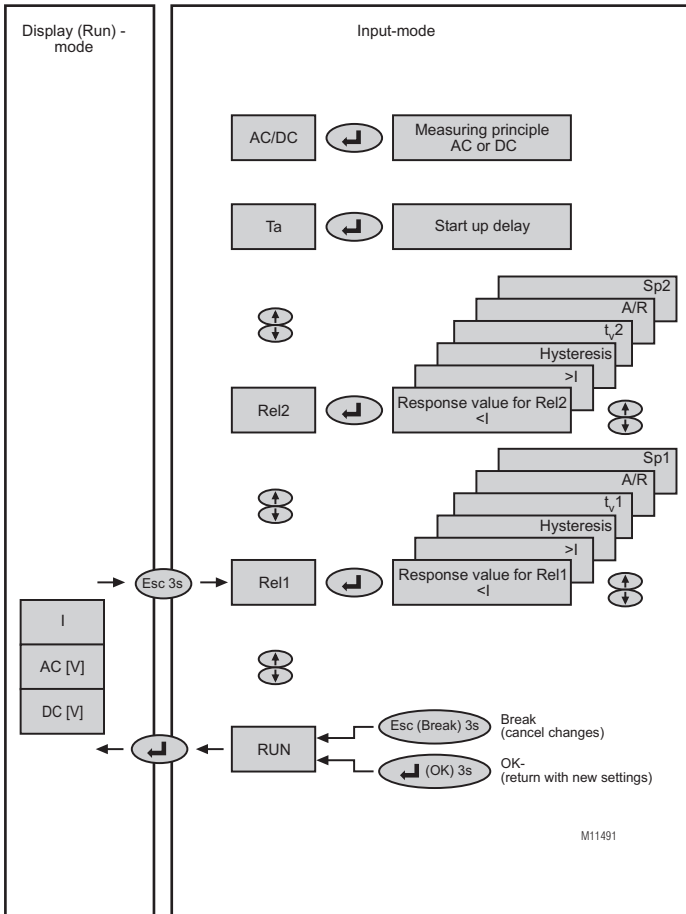 Display (Run) -
mode
Input-mode
AC/DC
Measuring principle
AC or DC
Ta
Start up delay
Sp2
A/R
tv2
Hysteresis
>I
Rel2
Response value for Rel2
<I
Sp1
A/R
tv1
Hysteresis
>I
Esc 3s
Rel1
Response value for Rel1
<I
I
AC [V]
DC [V]
RUN
Esc (Break) 3s
Break
(cancel changes)
(OK) 3s
OK-
(return with new settings)
M11491